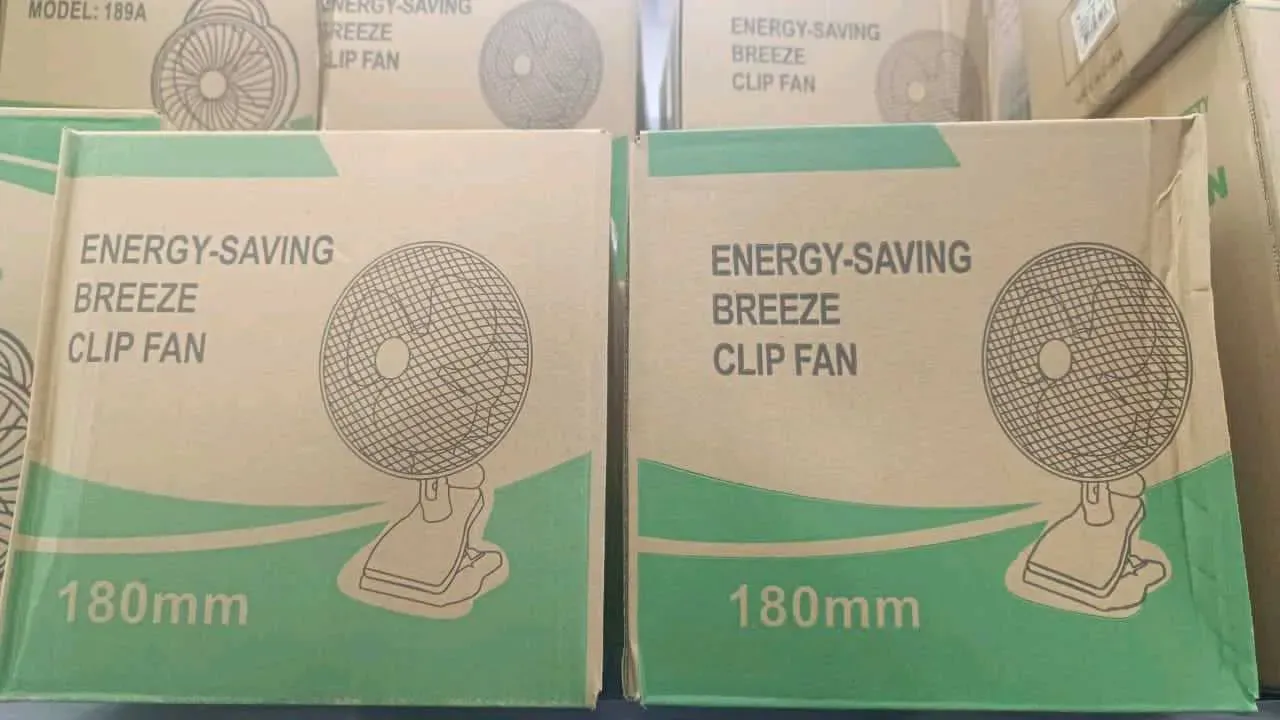 MODEL: 189A
ENERGY-SAVING
BREEZE
CLIP FAN
ENERGY-SAVING
BREEZE
CLIP FAN
ENERGY-SAVING
BREEZE
CLIP FAN
180mm
ENERGY-SAVING
BREEZE
CLIP FAN
180mm